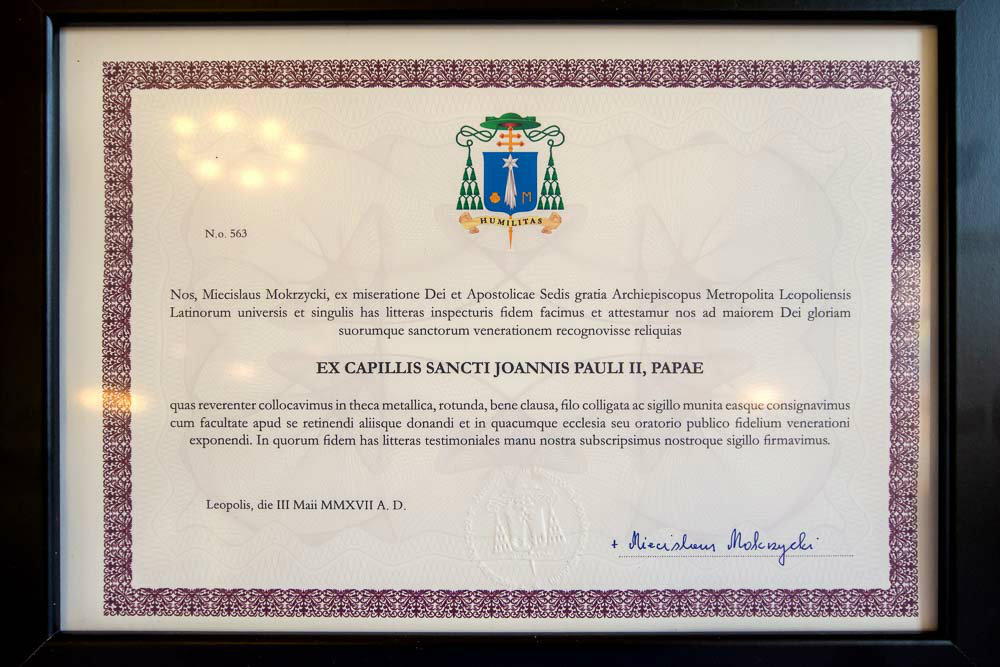 M
HUMILITAS
N.o. 563
Nos, Miecislaus Mokrzycki, ex miseratione Dei et Apostolicae Sedis gratia Archiepiscopus Metropolita Leopoliensis
Latinorum universis et singulis has litteras inspecturis fidem facimus et attestamur nos ad maiorem Dei gloriam
suorumque sanctorum venerationem recognovisse reliquias
EX CAPILLIS SANCTI JOANNIS PAULI II, PAPAE
quas reverenter collocavimus in theca metallica, rotunda, bene clausa, filo colligata ac sigillo munita easque consignavimus
cum facultate apud se retinendi aliisque donandi et in quacumque ecclesia seu oratorio publico fidelium venerationi
exponendi. In quorum fidem has litteras testimoniales manu nostra subscripsimus nostroque sigillo firmavimus.
Leopolis, die III Maii MMXVII A. D.
+ Miecislaus Mokrzycki